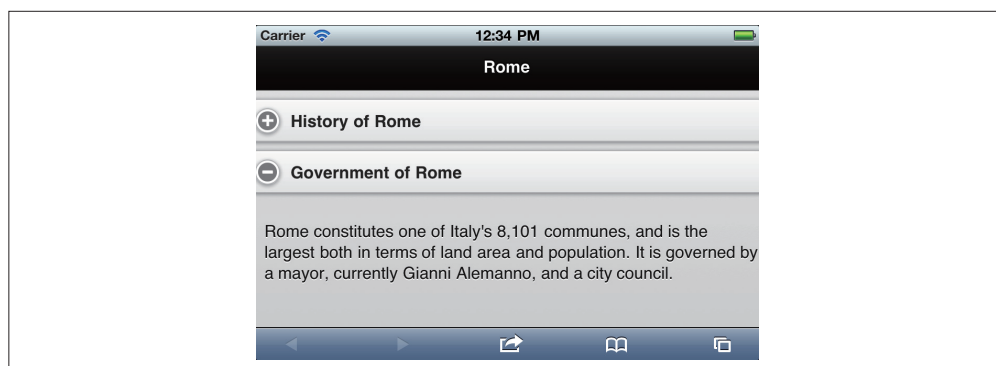 Carrier 12:34 PM
Rome
History of Rome
Government of Rome
Rome constitutes one of Italy's 8,101 communes, and is the
largest both in terms of land area and population. It is governed by
a mayor, currently Gianni Alemanno, and a city council.